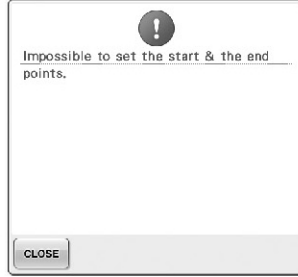 Impossible to set the start & the end
points.
CLOSE